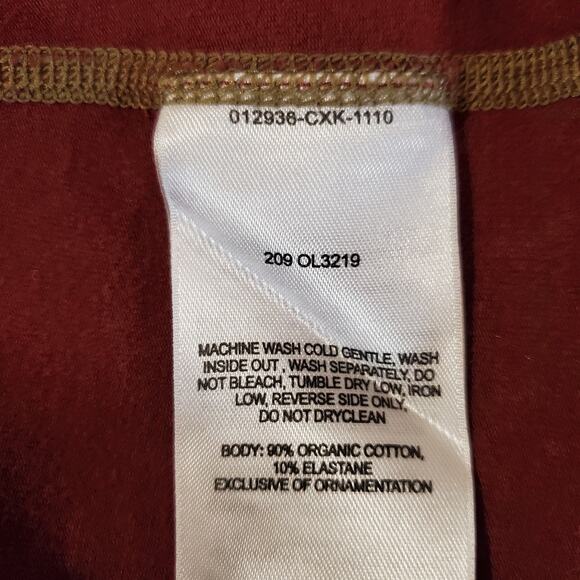 012936-CXK-1110
209 OL3219
MACHINE WASH COLD GENTLE, WASH
INSIDE OUT , WASH SEPARATELY, DO
NOT BLEACH, TUMBLE DRY LOW, IRON
LOW, REVERSE SIDE ONLY,
DO NOT DRYCLEAN
BODY: 90% ORGANIC COTTON,
10% ELASTANE
EXCLUSIVE OF ORNAMENTATION